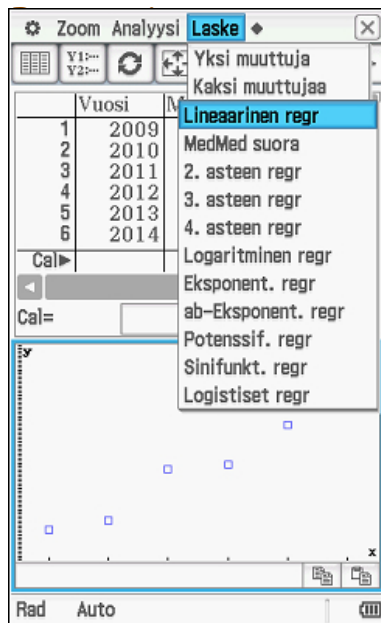 Zoom Analyysi Laske
Y1:···
Y2:···
Yksi muuttuja
Kaksi muuttujaa
Lineaarinen regr
MedMed suora
2. asteen regr
3. asteen regr
4. asteen regr
Logaritminen regr
Eksponent. regr
ab-Eksponent. regr
Potenssif. regr
Sinifunkt. regr
Logistiset regr
Vuosi M
1 2009
2 2010
3 2011
4 2012
5 2013
6 2014
Cal▶
Cal=
y
x
Rad Auto